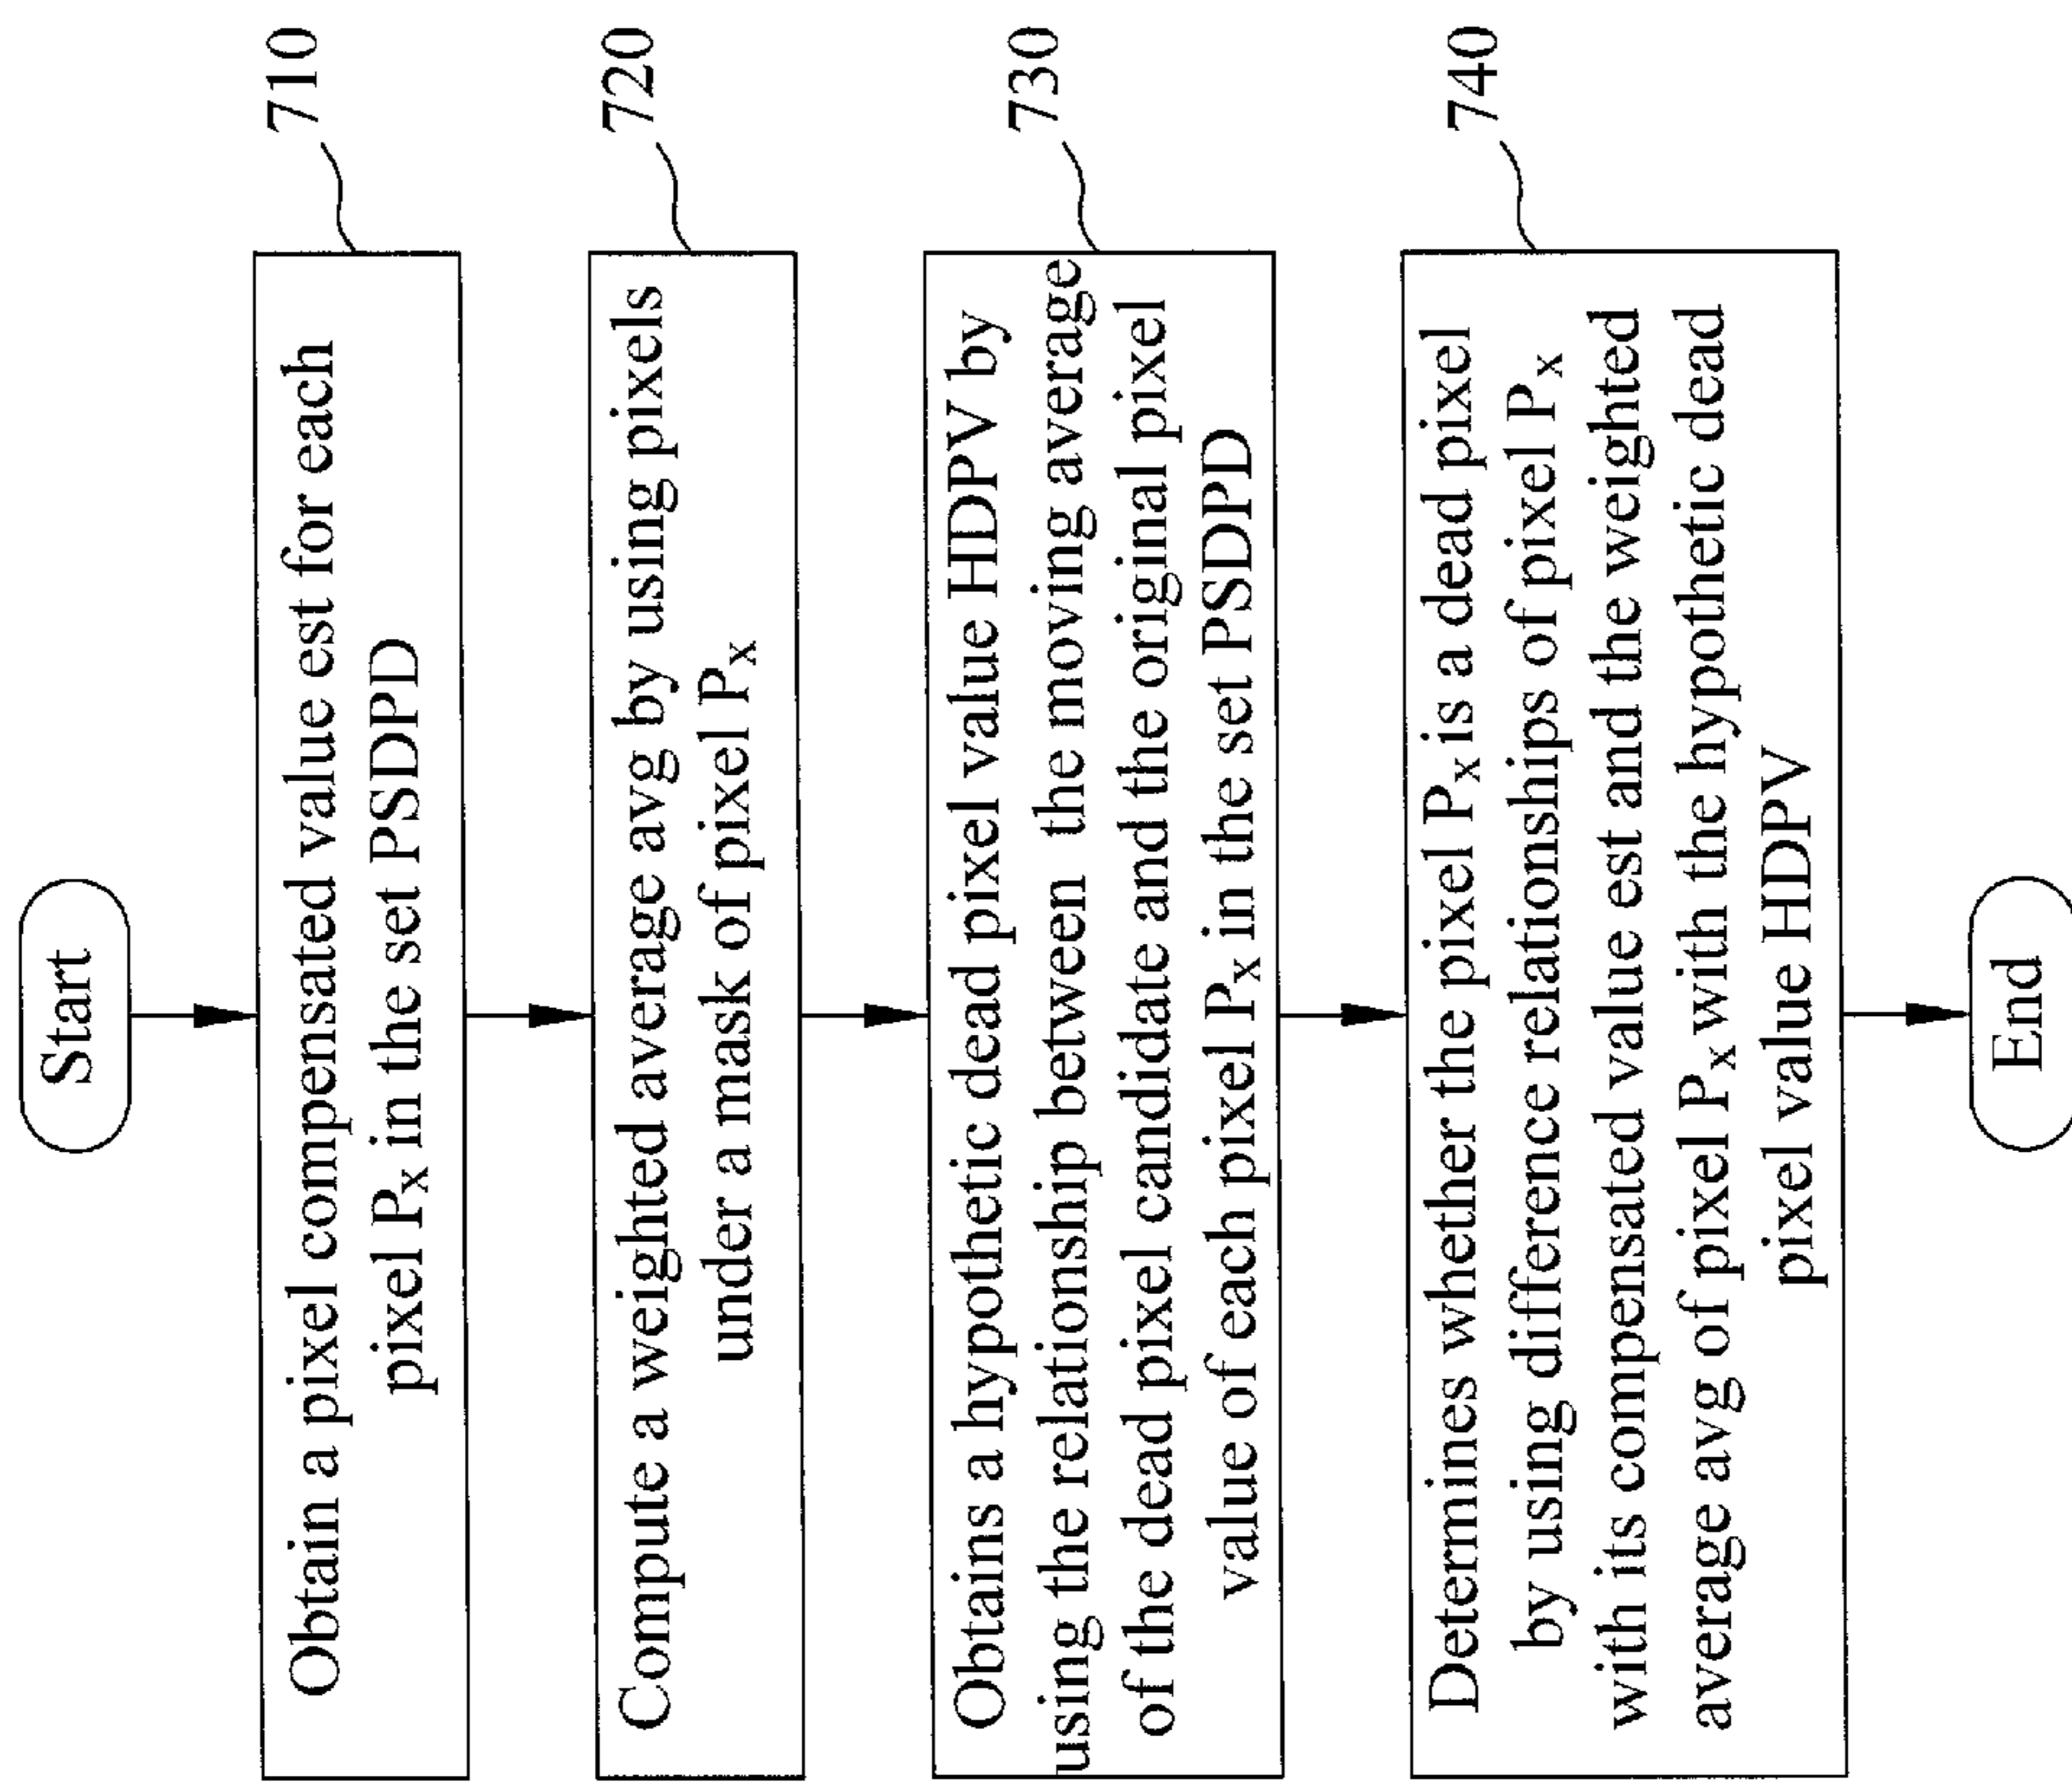 Start
Obtain a pixel compensated value est for each
pixel Px in the set PSDPD
710
Compute a weighted average avg by using pixels
under a mask of pixel Px
720
Obtains a hypothetic dead pixel value HDPV by
using the relationship between the moving average
of the dead pixel candidate and the original pixel
value of each pixel Px in the set PSDPD
730
Determines whether the pixel Px is a dead pixel
by using difference relationships of pixel Px
with its compensated value est and the weighted
average avg of pixel Px with the hypothetic dead
pixel value HDPV
740
End